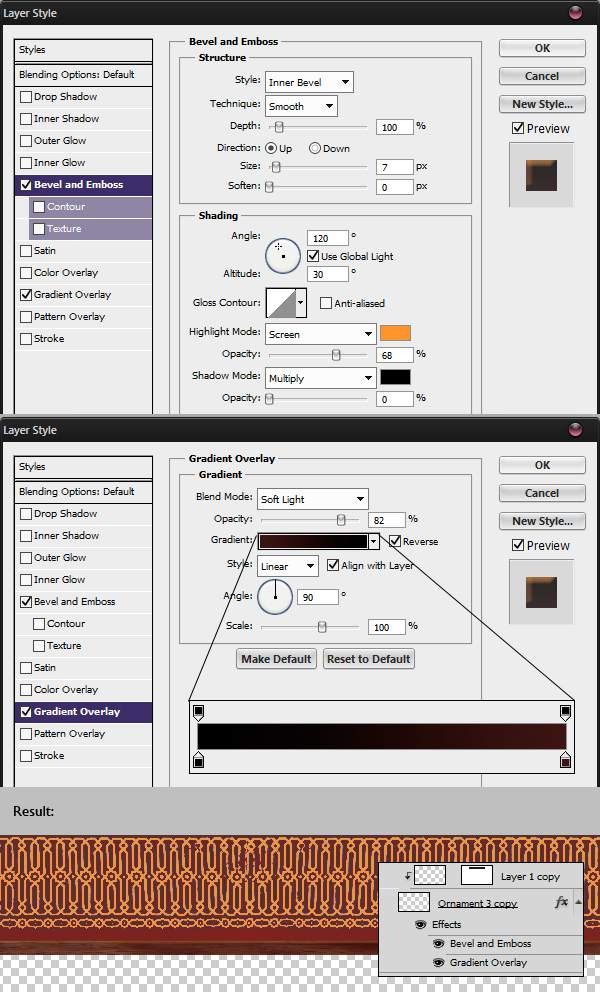 Layer Style
Styles
Blending Options: Default
Drop Shadow
Inner Shadow
Outer Glow
Inner Glow
Bevel and Emboss
Contour
Texture
Satin
Color Overlay
Gradient Overlay
Pattern Overlay
Stroke
Bevel and Emboss
Structure
Style: Inner Bevel
Technique: Smooth
Depth: 100 %
Direction: Up Down
Size: 7 px
Soften: 0 px
Shading
Angle: 120 °
Use Global Light
Altitude: 30 °
Gloss Contour: Anti-aliased
Highlight Mode: Screen
Opacity: 68 %
Shadow Mode: Multiply
Opacity: 0 %
OK
Cancel
New Style...
Preview
Layer Style
Styles
Blending Options: Default
Drop Shadow
Inner Shadow
Outer Glow
Inner Glow
Bevel and Emboss
Contour
Texture
Satin
Color Overlay
Gradient Overlay
Pattern Overlay
Stroke
Gradient Overlay
Gradient
Blend Mode: Soft Light
Opacity: 82 %
Gradient: Reverse
Style: Linear Align with Layer
Angle: 90 °
Scale: 100 %
Make Default Reset to Default
OK
Cancel
New Style...
Preview
Result:
Layer 1 copy
Ornament 3 copy fx
Effects
Bevel and Emboss
Gradient Overlay